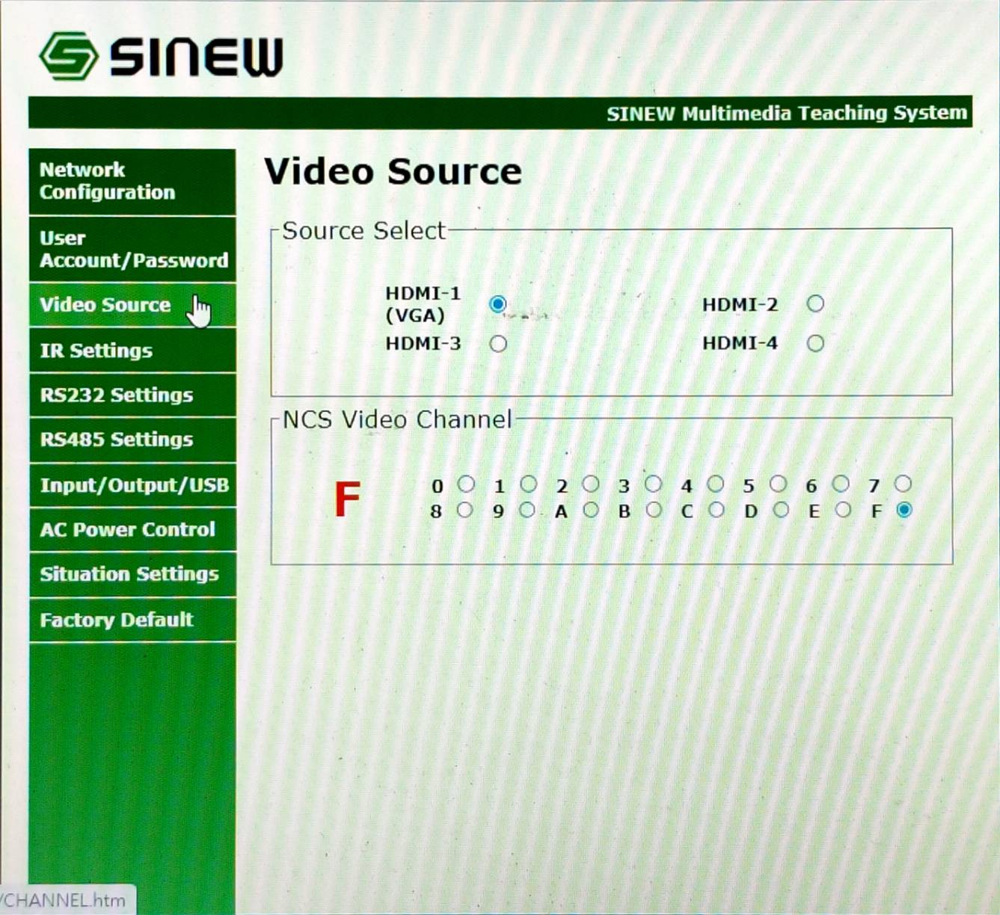 SINEW
SINEW Multimedia Teaching System
Network
Configuration
User
Account/Password
Video Source
IR Settings
RS232 Settings
RS485 Settings
Input/Output/USB
AC Power Control
Situation Settings
Factory Default
Video Source
Source Select
HDMI-1
(VGA)
HDMI-2
HDMI-3
HDMI-4
NCS Video Channel
F
0 1 2 3 4 5 6 7
8 9 A B C D E F
/CHANNEL.htm